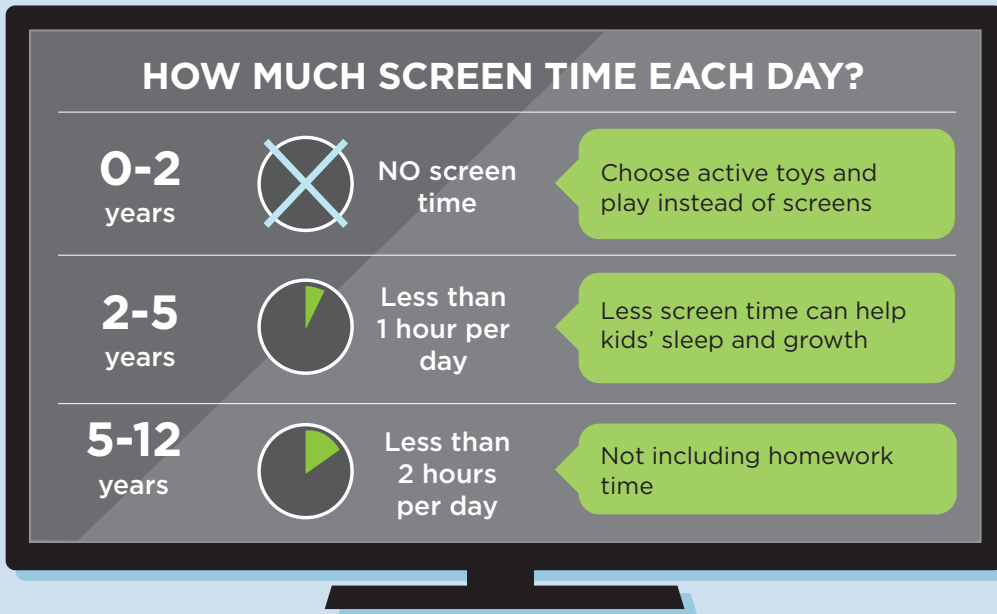 HOW MUCH SCREEN TIME EACH DAY?
0-2
years
NO screen
time
Choose active toys and
play instead of screens
2-5
years
Less than
1 hour per
day
Less screen time can help
kids’ sleep and growth
5-12
years
Less than
2 hours
per day
Not including homework
time